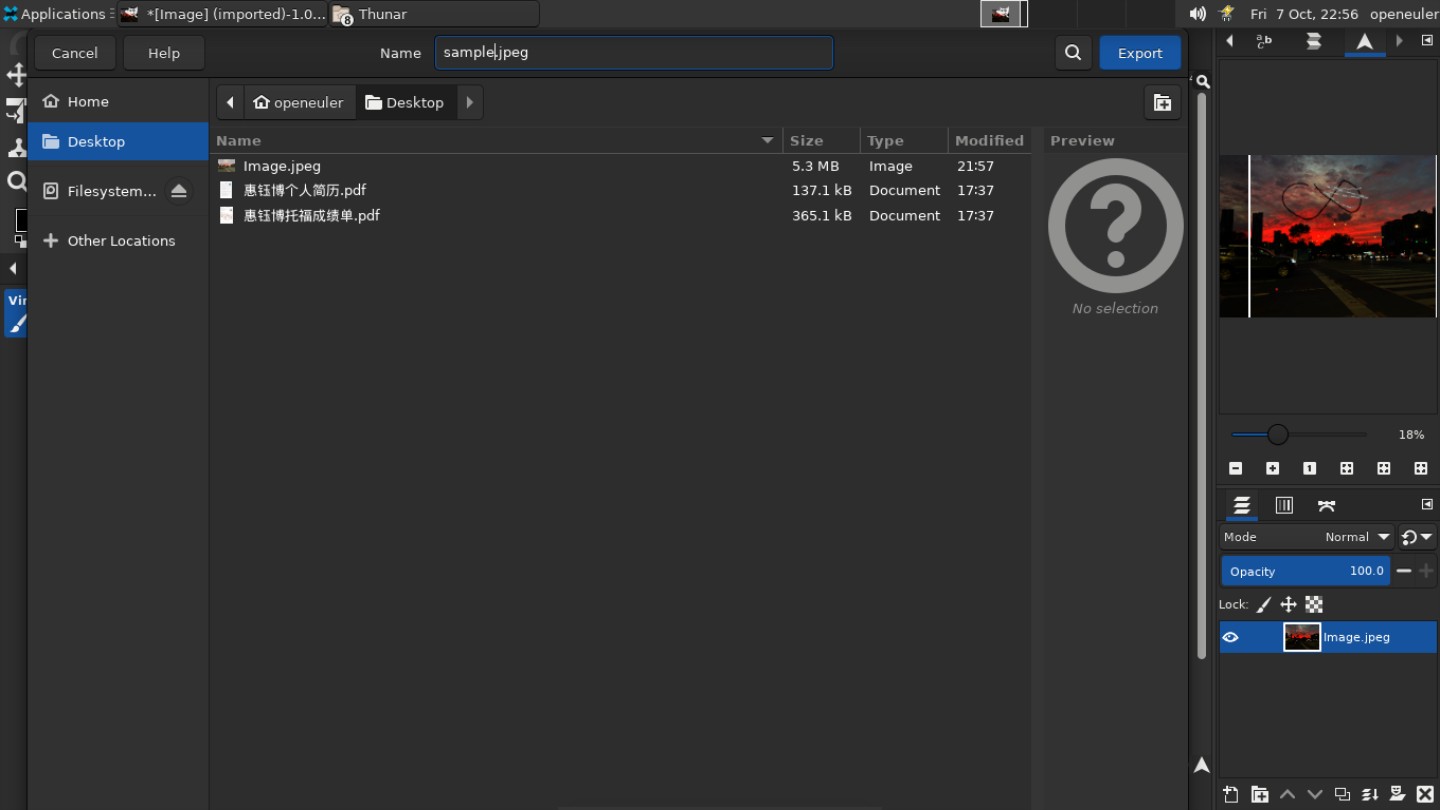 Applications
*[Image] (imported)-1.0...
8
Thunar
Fri 7 Oct, 22:56
openeuler
Cancel
Help
Name
sample.jpeg
Export
Home
Desktop
Filesystem...
Other Locations
openeuler
Desktop
Name
Size
Type
Modified
Image.jpeg
5.3 MB
Image
21:57
惠钰博个人简历.pdf
137.1 kB
Document
17:37
惠钰博托福成绩单.pdf
365.1 kB
Document
17:37
Preview
No selection
Vin
abc
18%
1
Mode
Normal
Opacity
100.0
Lock:
Image.jpeg